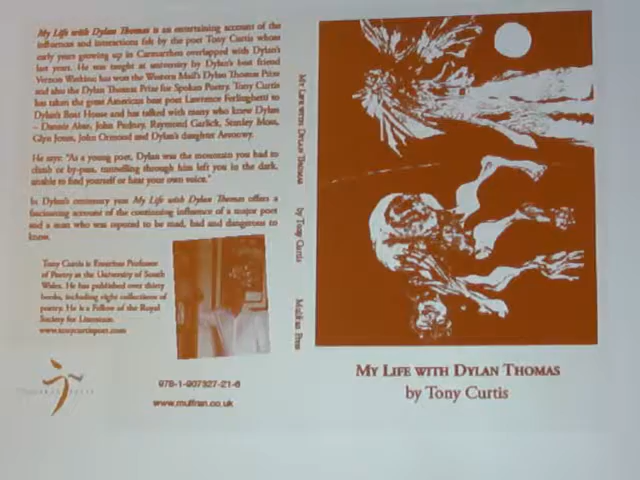 My Life with Dylan Thomas is an entertaining account of the
influences and interactions felt by the poet Tony Curtis whose
early years growing up in Carmarthen overlapped with Dylan's
last years. He was taught at university by Dylan's best friend
Vernon Watkins; has won the Western Mail's Dylan Thomas Prize
and also the Dylan Thomas Prize for Spoken Poetry. Tony Curtis
has taken the great American beat poet Lawrence Ferlinghetti to
Dylan's Boat House and has talked with many who knew Dylan
– Dannie Abse, John Pudney, Raymond Garlick, Stanley Moss,
Glyn Jones, John Ormond and Dylan's daughter Aeronwy.
He says: "As a young poet, Dylan was the mountain you had to
climb or by-pass, tunnelling through him left you in the dark,
unable to find yourself or hear your own voice."
In Dylan's centenary year My Life with Dylan Thomas offers a
fascinating account of the continuing influence of a major poet
and a man who was reputed to be mad, bad and dangerous to
know.
Tony Curtis is Emeritus Professor
of Poetry at the University of South
Wales. He has published over thirty
books, including eight collections of
poetry. He is a Fellow of the Royal
Society for Literature.
www.tonycurtispoet.com
978-1-907327-21-6
www.mulfran.co.uk
My Life with Dylan Thomas
by Tony Curtis
Mulfran Press
My Life with Dylan Thomas
by Tony Curtis